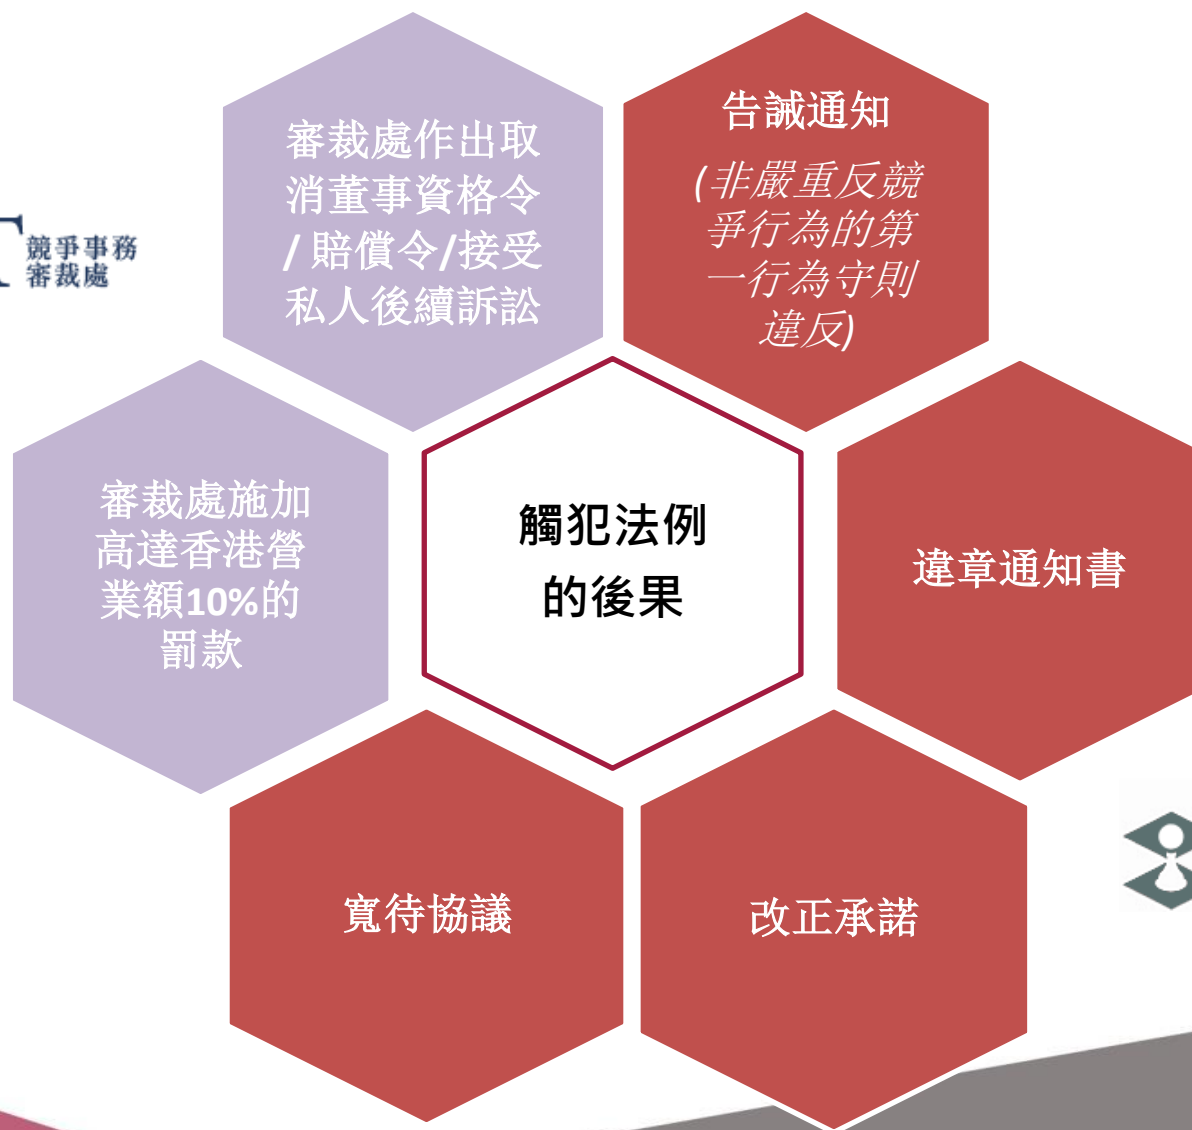 審裁處作出取
消董事資格令
/ 賠償令/接受
私人後續訴訟
告誡通知
(非嚴重反競
爭行為的第
一行為守則
違反)
競爭事務
審裁處
審裁處施加
高達香港營
業額10%的
罰款
觸犯法例
的後果
違章通知書
寬待協議
改正承諾